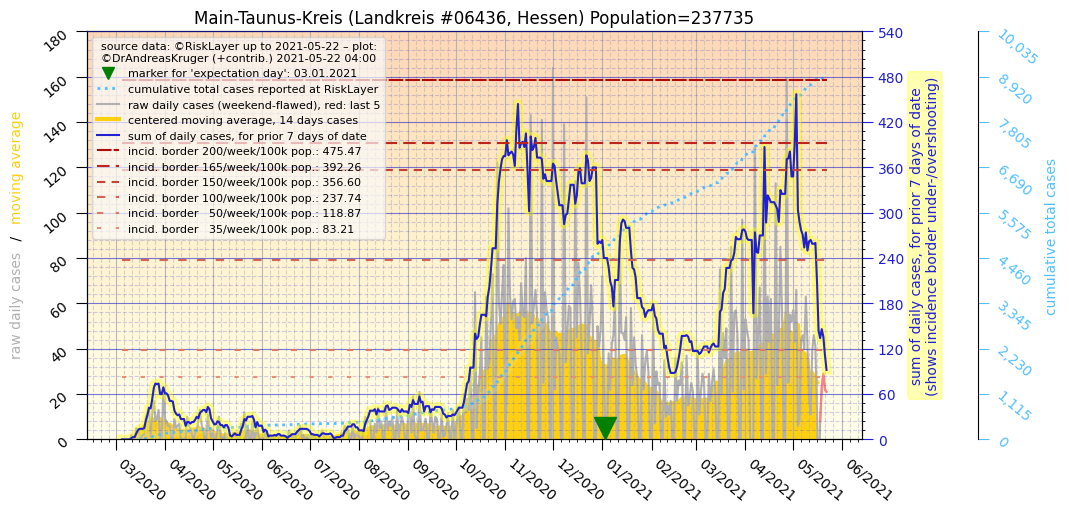 Main-Taunus-Kreis (Landkreis #06436, Hessen) Population=237735
source data: ©RiskLayer up to 2021-05-22 – plot:
©DrAndreasKruger (+contrib.) 2021-05-22 04:00
marker for 'expectation day': 03.01.2021
cumulative total cases reported at RiskLayer
raw daily cases (weekend-flawed), red: last 5
centered moving average, 14 days cases
sum of daily cases, for prior 7 days of date
incid. border 200/week/100k pop.: 475.47
incid. border 165/week/100k pop.: 392.26
incid. border 150/week/100k pop.: 356.60
incid. border 100/week/100k pop.: 237.74
incid. border   50/week/100k pop.: 118.87
incid. border   35/week/100k pop.: 83.21
raw daily cases / moving average
180
160
140
120
100
80
60
40
20
0
03/2020
04/2020
05/2020
06/2020
07/2020
08/2020
09/2020
10/2020
11/2020
12/2020
01/2021
02/2021
03/2021
04/2021
05/2021
06/2021
540
480
420
360
300
240
180
120
60
0
sum of daily cases, for prior 7 days of date
(shows incidence border under-/overshooting)
10,035
8,920
7,805
6,690
5,575
4,460
3,345
2,230
1,115
0
cumulative total cases